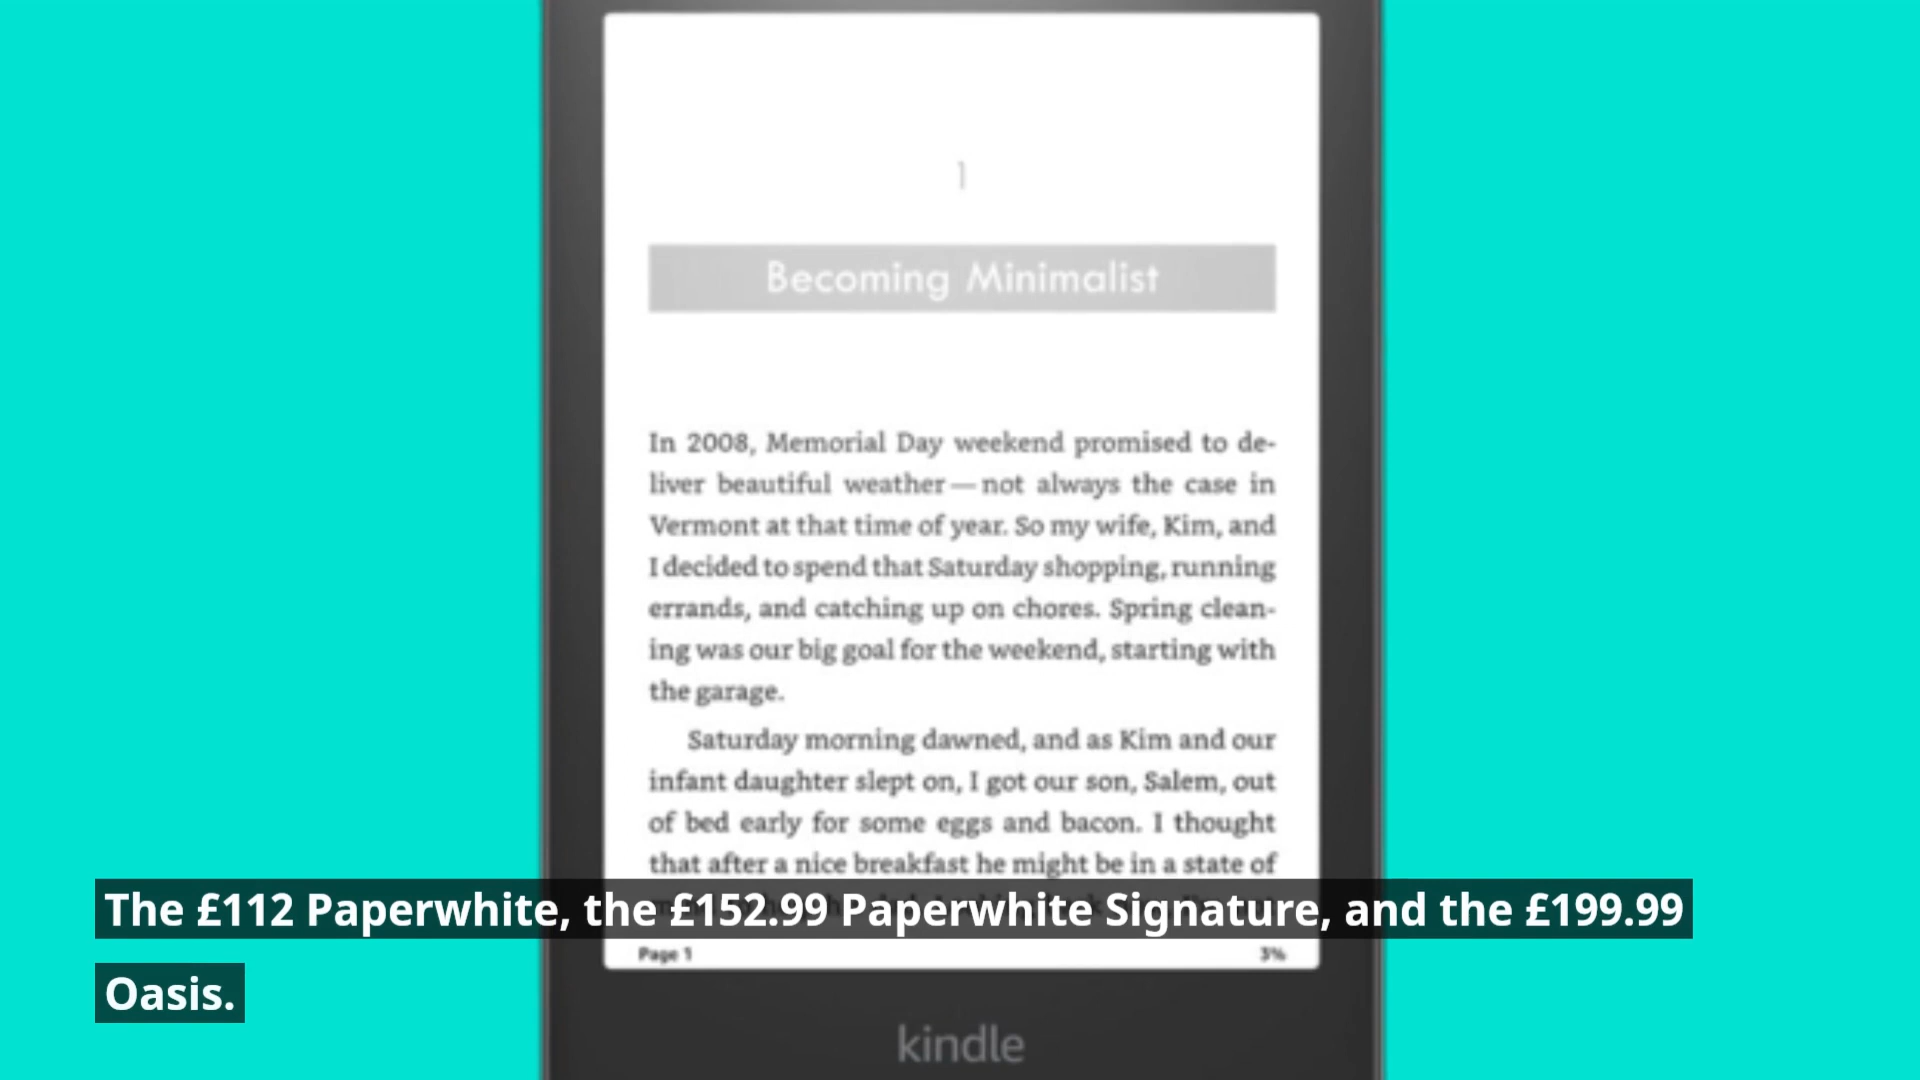 1
Becoming Minimalist
In 2008, Memorial Day weekend promised to de-
liver beautiful weather — not always the case in
Vermont at that time of year. So my wife, Kim, and
I decided to spend that Saturday shopping, running
errands, and catching up on chores. Spring clean-
ing was our big goal for the weekend, starting with
the garage.
Saturday morning dawned, and as Kim and our
infant daughter slept on, I got our son, Salem, out
of bed early for some eggs and bacon. I thought
that after a nice breakfast he might be in a state of
The £112 Paperwhite, the £152.99 Paperwhite Signature, and the £199.99
Oasis.
Page 1 3%
kindle